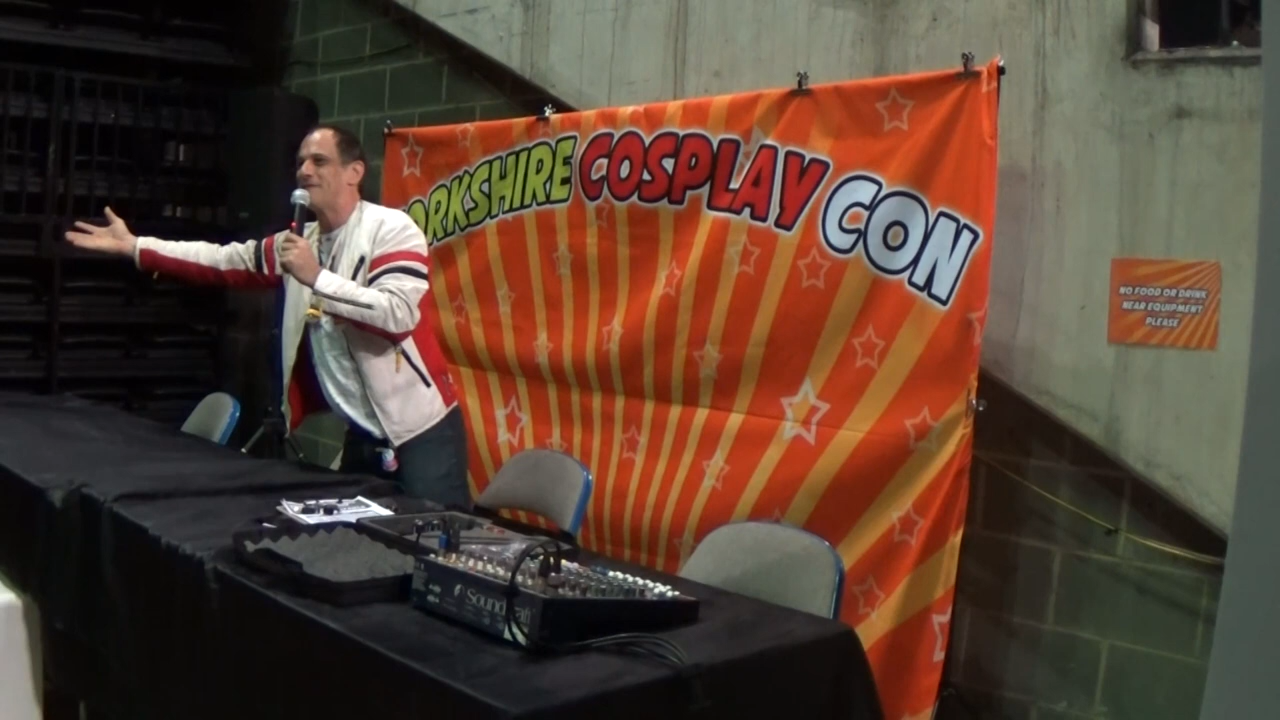 ORKSHIRE COSPLAY CON
NO FOOD OR DRINK
NEAR EQUIPMENT
PLEASE
Soundcraft